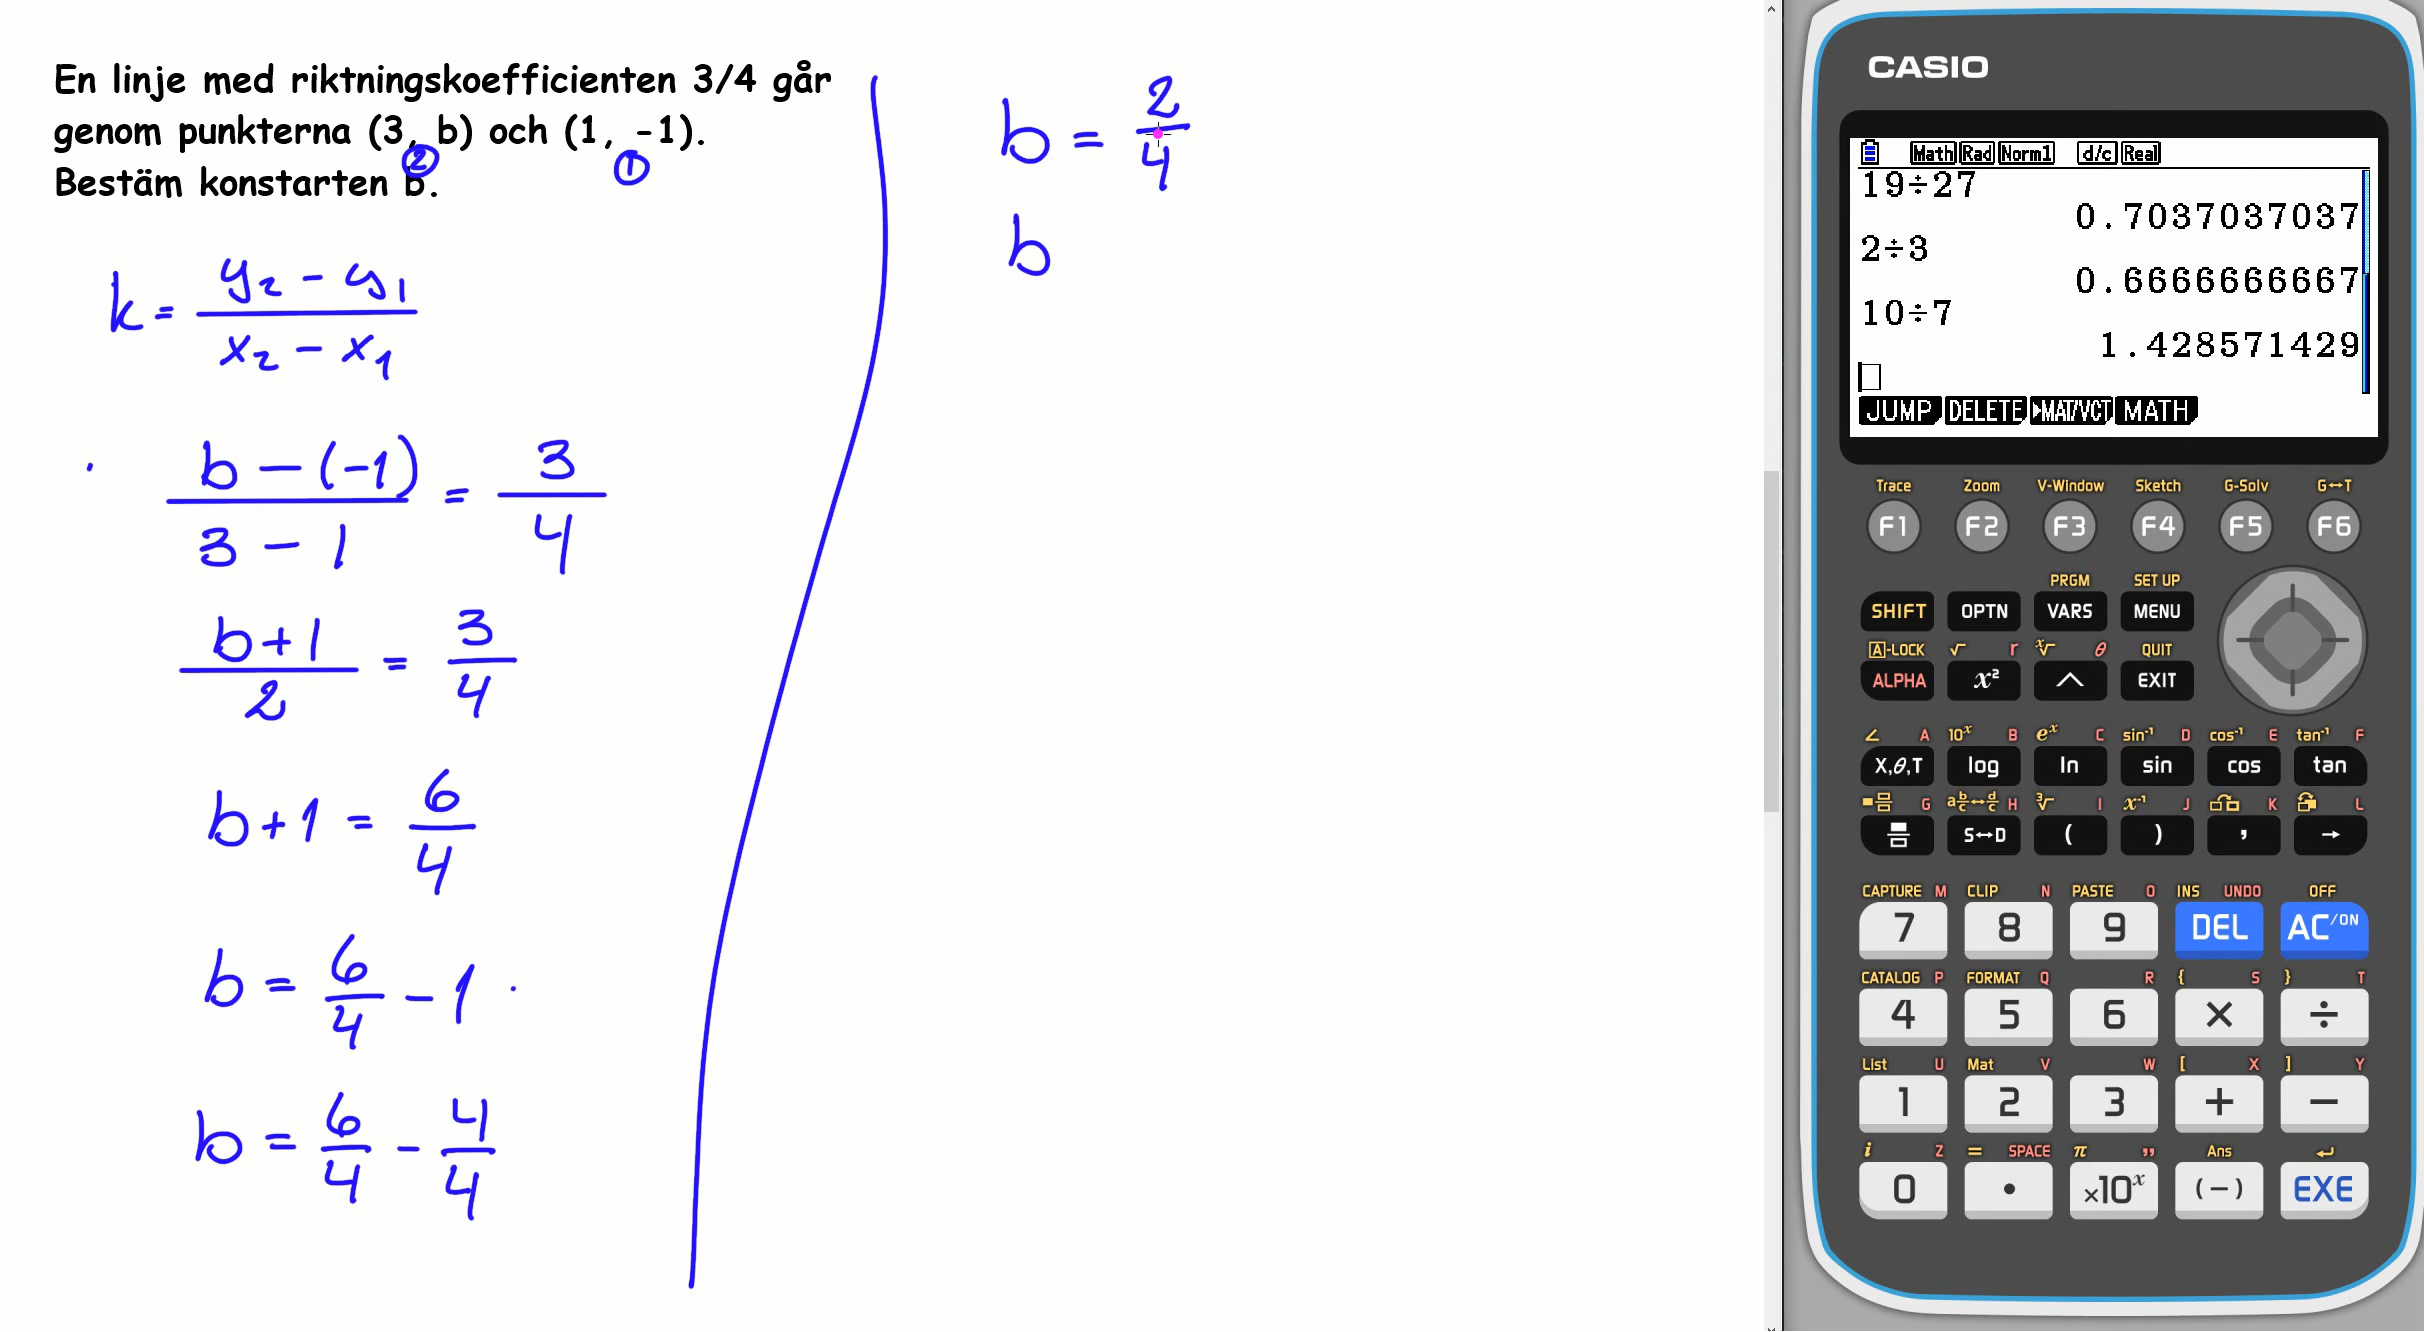 En linje med riktningskoefficienten 3/4 går
genom punkterna (3, b) och (1, -1).
② ①
Bestäm konstarten b.
k = (y₂ - y₁)/(x₂ - x₁)
(b - (-1))/(3 - 1) = 3/4
(b+1)/2 = 3/4
b+1 = 6/4
b = 6/4 - 1
b = 6/4 - 4/4
b = 2/4
b
CASIO
Math Rad Norm1 d/c Real
19÷27
0.7037037037
2÷3
0.6666666667
10÷7
1.428571429
JUMP DELETE ►MAT/VCT MATH
Trace Zoom V-Window Sketch G-Solv G↔T
F1 F2 F3 F4 F5 F6
PRGM SET UP
SHIFT OPTN VARS MENU
A-LOCK √ r ˣ√ θ QUIT
ALPHA x² ^ EXIT
∠ A 10ˣ B eˣ C sin⁻¹ D cos⁻¹ E tan⁻¹ F
X,θ,T log ln sin cos tan
G a b/c↔d/c H ³√ I x⁻¹ J K L
S↔D ( ) , →
CAPTURE M CLIP N PASTE O INS UNDO OFF
7 8 9 DEL AC/ON
CATALOG P FORMAT Q R { S } T
4 5 6 × ÷
List U Mat V W [ X ] Y
1 2 3 + −
i Z = SPACE π " Ans ↵
0 • ×10ˣ (−) EXE